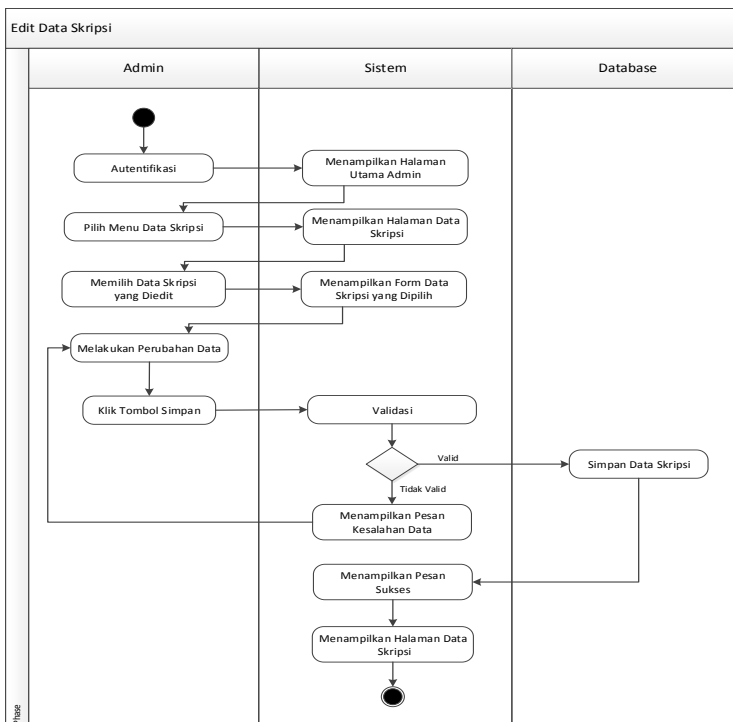 Edit Data Skripsi
Admin
Sistem
Database
Autentifikasi
Menampilkan Halaman
Utama Admin
Pilih Menu Data Skripsi
Menampilkan Halaman Data
Skripsi
Memilih Data Skripsi
yang Diedit
Menampilkan Form Data
Skripsi yang Dipilih
Melakukan Perubahan Data
Klik Tombol Simpan
Validasi
Valid
Simpan Data Skripsi
Tidak Valid
Menampilkan Pesan
Kesalahan Data
Menampilkan Pesan
Sukses
Menampilkan Halaman Data
Skripsi
Phase